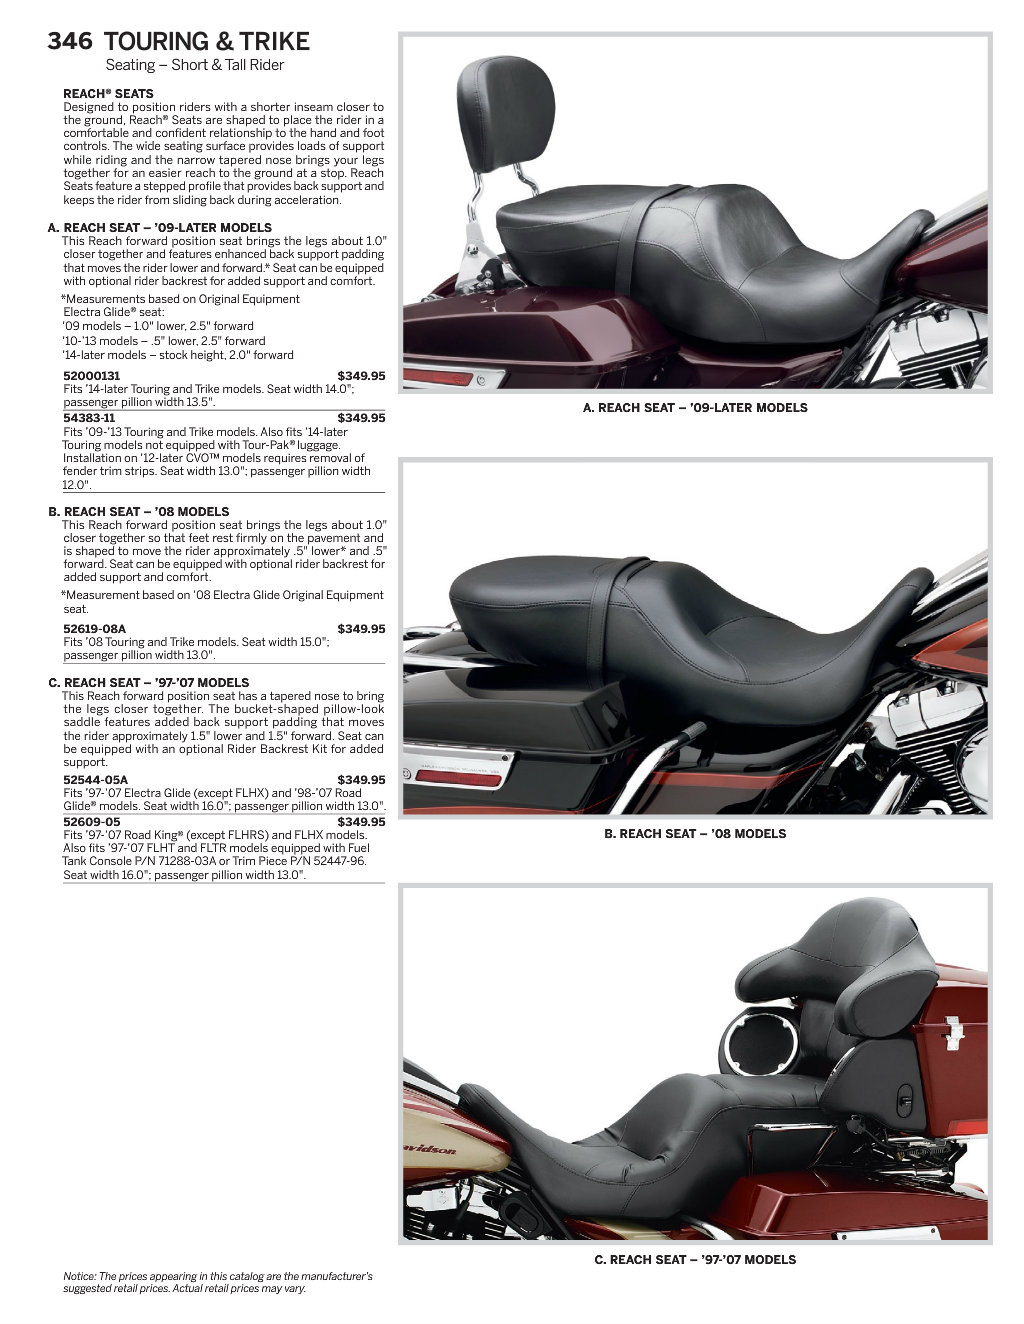 346 TOURING & TRIKE
Seating – Short & Tall Rider
REACH® SEATS
Designed to position riders with a shorter inseam closer to
the ground, Reach® Seats are shaped to place the rider in a
comfortable and confident relationship to the hand and foot
controls. The wide seating surface provides loads of support
while riding and the narrow tapered nose brings your legs
together for an easier reach to the ground at a stop. Reach
Seats feature a stepped profile that provides back support and
keeps the rider from sliding back during acceleration.
A. REACH SEAT – ’09-LATER MODELS
This Reach forward position seat brings the legs about 1.0"
closer together and features enhanced back support padding
that moves the rider lower and forward.* Seat can be equipped
with optional rider backrest for added support and comfort.
*Measurements based on Original Equipment
Electra Glide® seat:
'09 models – 1.0" lower, 2.5" forward
'10-'13 models – .5" lower, 2.5" forward
'14-later models – stock height, 2.0" forward
52000131 $349.95
Fits ’14-later Touring and Trike models. Seat width 14.0";
passenger pillion width 13.5".
54383-11 $349.95
Fits ’09-’13 Touring and Trike models. Also fits '14-later
Touring models not equipped with Tour-Pak® luggage.
Installation on '12-later CVO™ models requires removal of
fender trim strips. Seat width 13.0"; passenger pillion width
12.0".
B. REACH SEAT – ’08 MODELS
This Reach forward position seat brings the legs about 1.0"
closer together so that feet rest firmly on the pavement and
is shaped to move the rider approximately .5" lower* and .5"
forward. Seat can be equipped with optional rider backrest for
added support and comfort.
*Measurement based on ’08 Electra Glide Original Equipment
seat.
52619-08A $349.95
Fits ’08 Touring and Trike models. Seat width 15.0";
passenger pillion width 13.0".
C. REACH SEAT – ’97-’07 MODELS
This Reach forward position seat has a tapered nose to bring
the legs closer together. The bucket-shaped pillow-look
saddle features added back support padding that moves
the rider approximately 1.5" lower and 1.5" forward. Seat can
be equipped with an optional Rider Backrest Kit for added
support.
52544-05A $349.95
Fits ’97-’07 Electra Glide (except FLHX) and ’98-’07 Road
Glide® models. Seat width 16.0"; passenger pillion width 13.0".
52609-05 $349.95
Fits ’97-’07 Road King® (except FLHRS) and FLHX models.
Also fits ’97-’07 FLHT and FLTR models equipped with Fuel
Tank Console P/N 71288-03A or Trim Piece P/N 52447-96.
Seat width 16.0"; passenger pillion width 13.0".
A. REACH SEAT – ’09-LATER MODELS
B. REACH SEAT – ’08 MODELS
vidson
C. REACH SEAT – ’97-’07 MODELS
Notice: The prices appearing in this catalog are the manufacturer’s
suggested retail prices. Actual retail prices may vary.